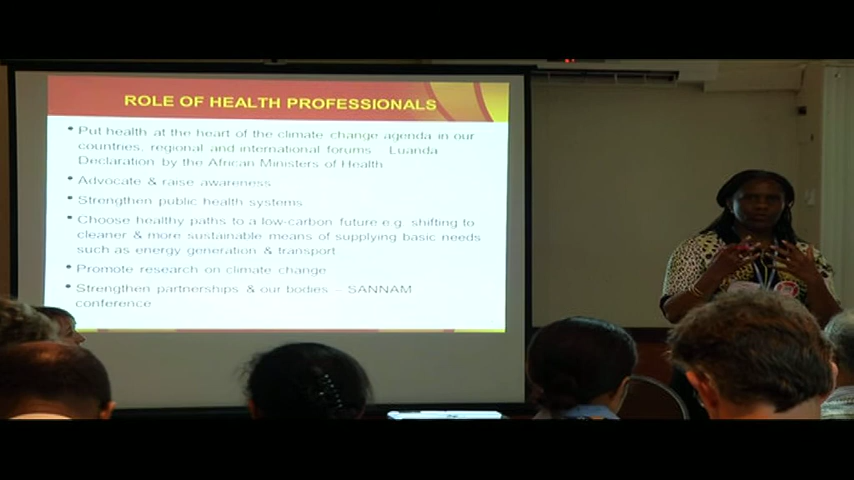 ROLE OF HEALTH PROFESSIONALS
• Put health at the heart of the climate change agenda in our
countries, regional and international forums – Luanda
Declaration by the African Ministers of Health
• Advocate & raise awareness
• Strengthen public health systems
• Choose healthy paths to a low-carbon future e.g. shifting to
cleaner & more sustainable means of supplying basic needs
such as energy generation & transport
• Promote research on climate change
• Strengthen partnerships & our bodies – SANNAM
conference